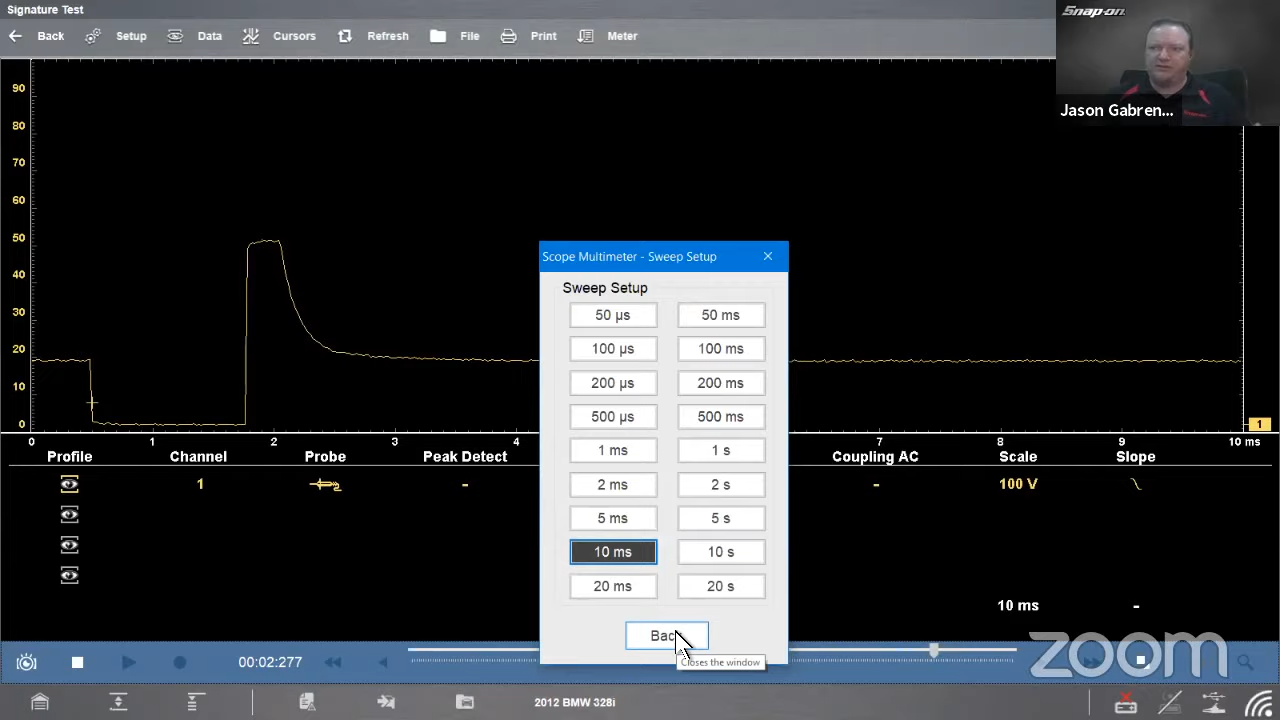 Signature Test
Snap-on
Back Setup Data Cursors Refresh File Print Meter
Jason Gabren...
90
80
70
60
50
40
30
20
10
0
Scope Multimeter - Sweep Setup
Sweep Setup
50 µs 50 ms
100 µs 100 ms
200 µs 200 ms
500 µs 500 ms
1 ms 1 s
2 ms 2 s
5 ms 5 s
10 ms 10 s
20 ms 20 s
Back
Closes the window
1
0 1 2 3 4 7 8 9 10 ms
Profile Channel Probe Peak Detect Coupling AC Scale Slope
1 - - 100 V
10 ms -
00:02:277
zoom
2012 BMW 328i